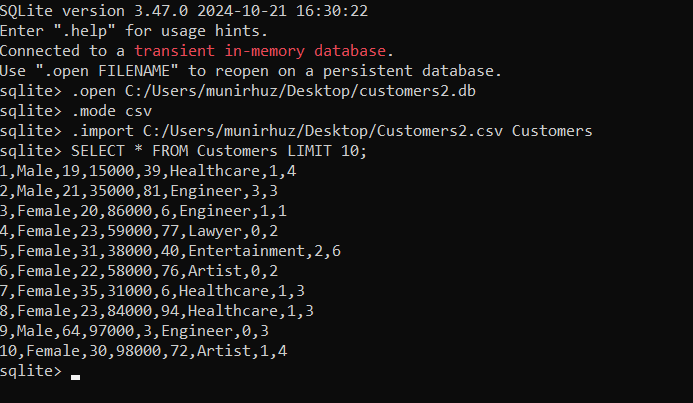 SQLite version 3.47.0 2024-10-21 16:30:22
Enter ".help" for usage hints.
Connected to a transient in-memory database.
Use ".open FILENAME" to reopen on a persistent database.
sqlite> .open C:/Users/munirhuz/Desktop/customers2.db
sqlite> .mode csv
sqlite> .import C:/Users/munirhuz/Desktop/Customers2.csv Customers
sqlite> SELECT * FROM Customers LIMIT 10;
1,Male,19,15000,39,Healthcare,1,4
2,Male,21,35000,81,Engineer,3,3
3,Female,20,86000,6,Engineer,1,1
4,Female,23,59000,77,Lawyer,0,2
5,Female,31,38000,40,Entertainment,2,6
6,Female,22,58000,76,Artist,0,2
7,Female,35,31000,6,Healthcare,1,3
8,Female,23,84000,94,Healthcare,1,3
9,Male,64,97000,3,Engineer,0,3
10,Female,30,98000,72,Artist,1,4
sqlite>